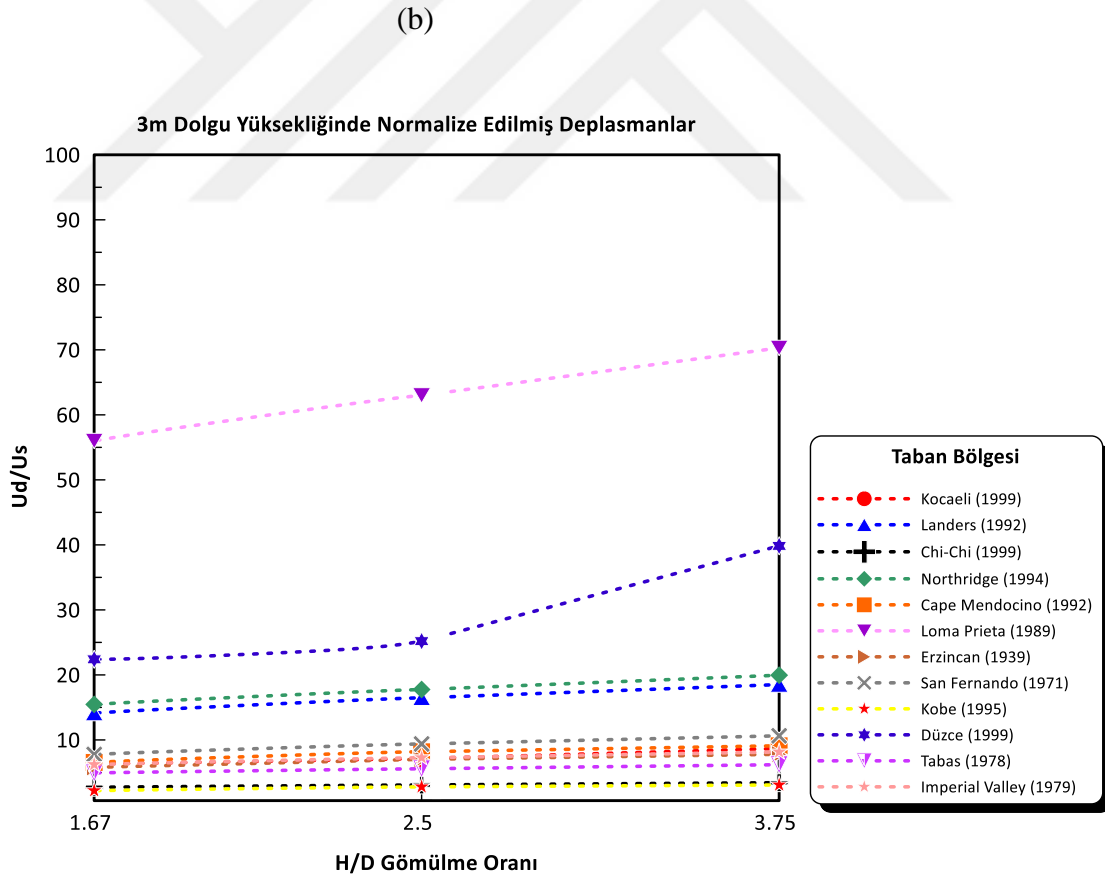 (b)
3m Dolgu Yüksekliğinde Normalize Edilmiş Deplasmanlar
100
90
80
70
60
50
40
30
20
10
Ud/Us
1.67
2.5
3.75
H/D Gömülme Oranı
Taban Bölgesi
Kocaeli (1999)
Landers (1992)
Chi-Chi (1999)
Northridge (1994)
Cape Mendocino (1992)
Loma Prieta (1989)
Erzincan (1939)
San Fernando (1971)
Kobe (1995)
Düzce (1999)
Tabas (1978)
Imperial Valley (1979)